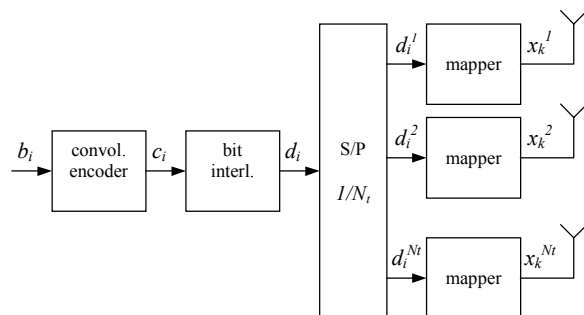 b_i
convol.
encoder
c_i
bit
interl.
d_i
S/P
1/N_t
d_i^1
mapper
x_k^1
d_i^2
mapper
x_k^2
d_i^{Nt}
mapper
x_k^{Nt}